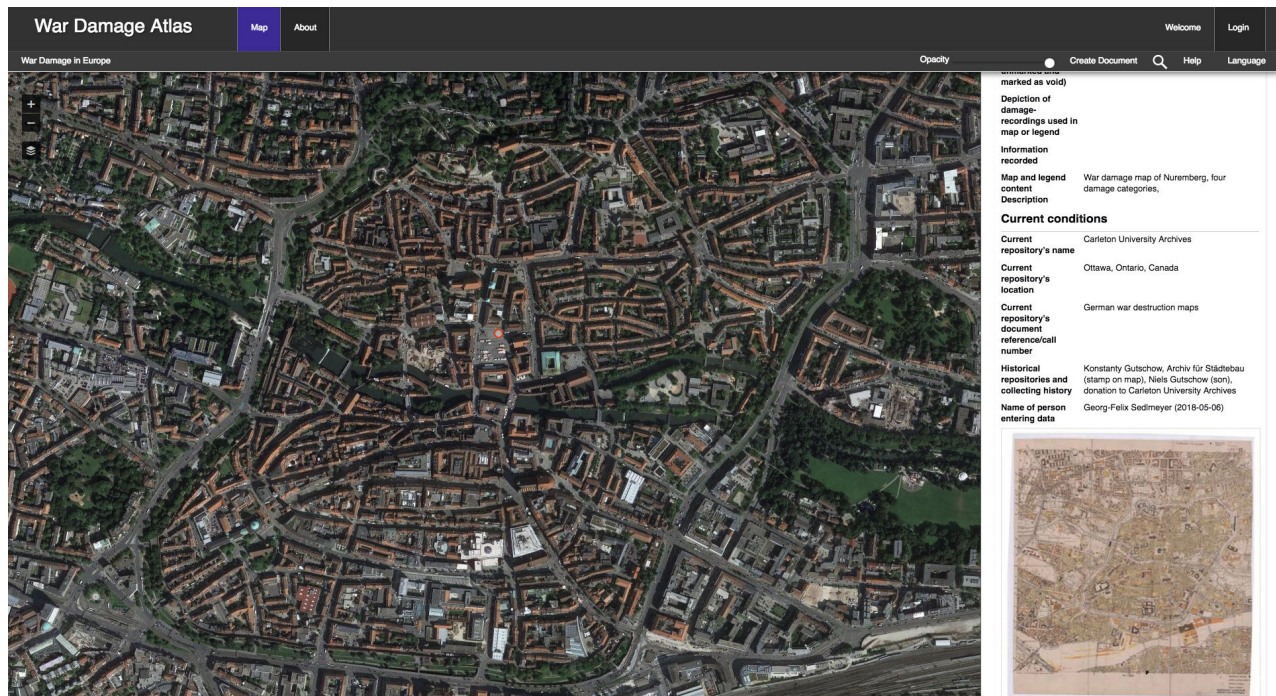 War Damage Atlas
Map
About
Welcome
Login
War Damage in Europe
Opacity
Create Document
Help
Language
+
−
unmarked and
marked as void)
Depiction of
damage-
recordings used in
map or legend
Information
recorded
Map and legend
content
Description
War damage map of Nuremberg, four
damage categories,
Current conditions
Current
repository's name
Carleton University Archives
Current
repository's
location
Ottawa, Ontario, Canada
Current
repository's
document
reference/call
number
German war destruction maps
Historical
repositories and
collecting history
Konstanty Gutschow, Archiv für Städtebau
(stamp on map), Niels Gutschow (son),
donation to Carleton University Archives
Name of person
entering data
Georg-Felix Sedlmeyer (2018-05-06)